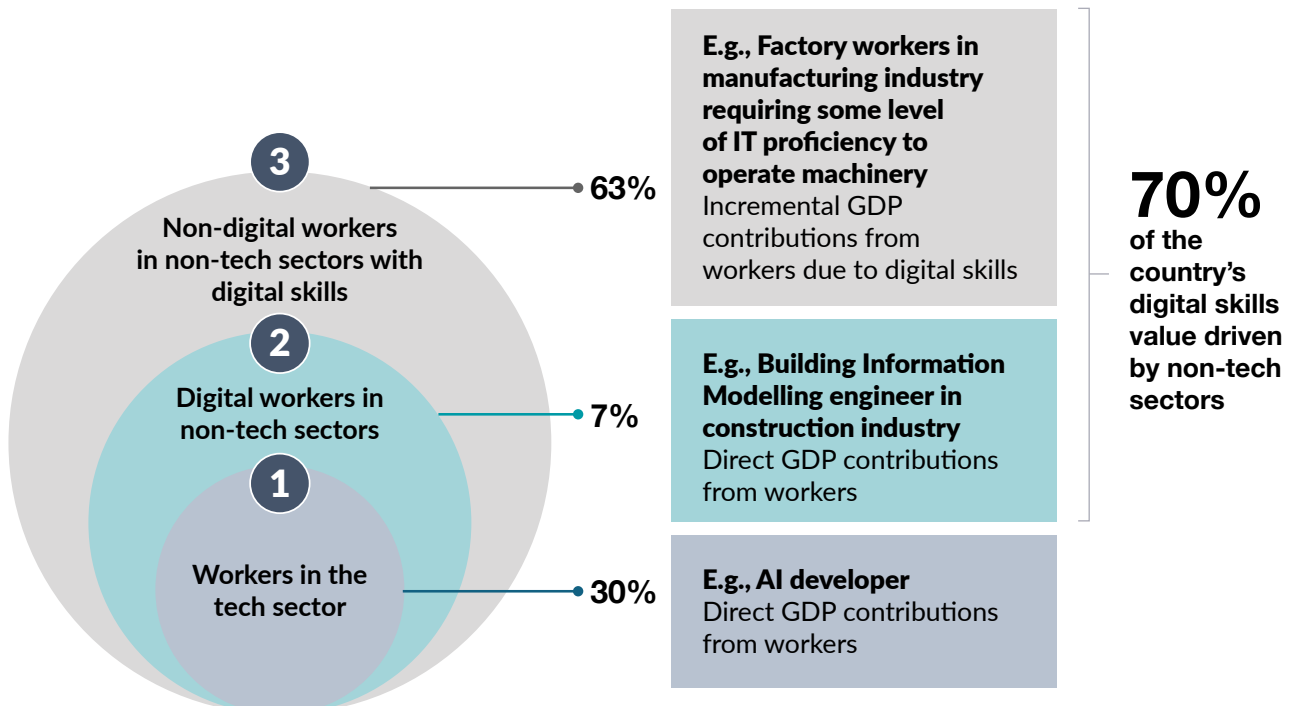 3
Non-digital workers
in non-tech sectors with
digital skills
63%
E.g., Factory workers in
manufacturing industry
requiring some level
of IT proficiency to
operate machinery
Incremental GDP
contributions from
workers due to digital skills
2
Digital workers in
non-tech sectors
7%
E.g., Building Information
Modelling engineer in
construction industry
Direct GDP contributions
from workers
1
Workers in the
tech sector
30%
E.g., AI developer
Direct GDP contributions
from workers
70%
of the
country’s
digital skills
value driven
by non-tech
sectors